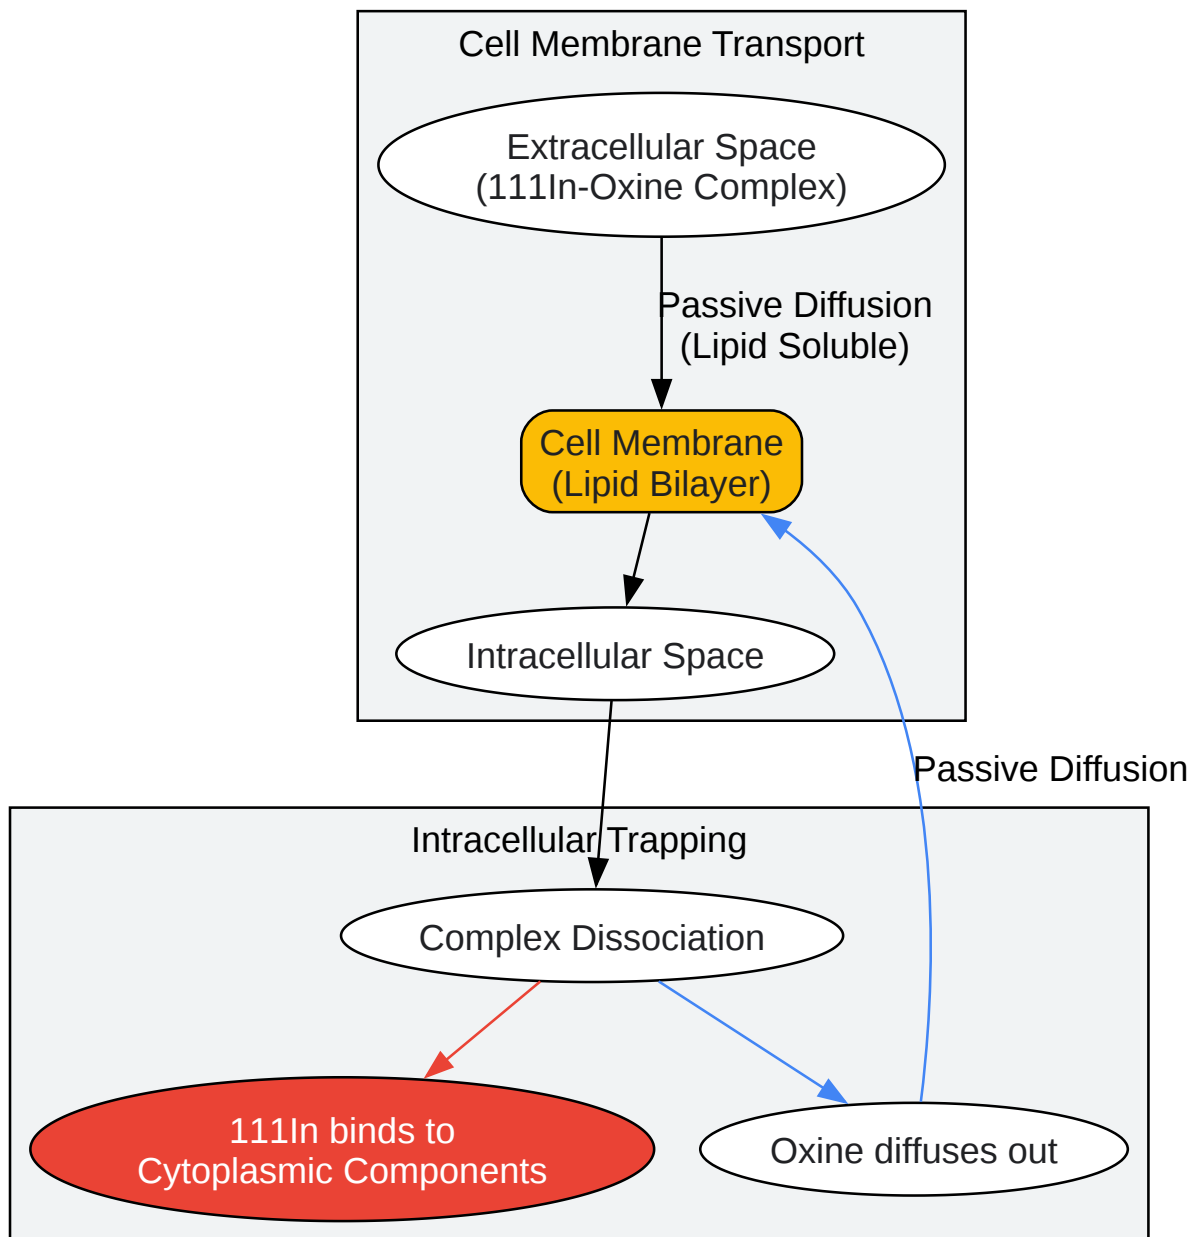 Cell Membrane Transport
Extracellular Space
(111In-Oxine Complex)
Passive Diffusion
(Lipid Soluble)
Cell Membrane
(Lipid Bilayer)
Intracellular Space
Passive Diffusion
Intracellular Trapping
Complex Dissociation
111In binds to
Cytoplasmic Components
Oxine diffuses out